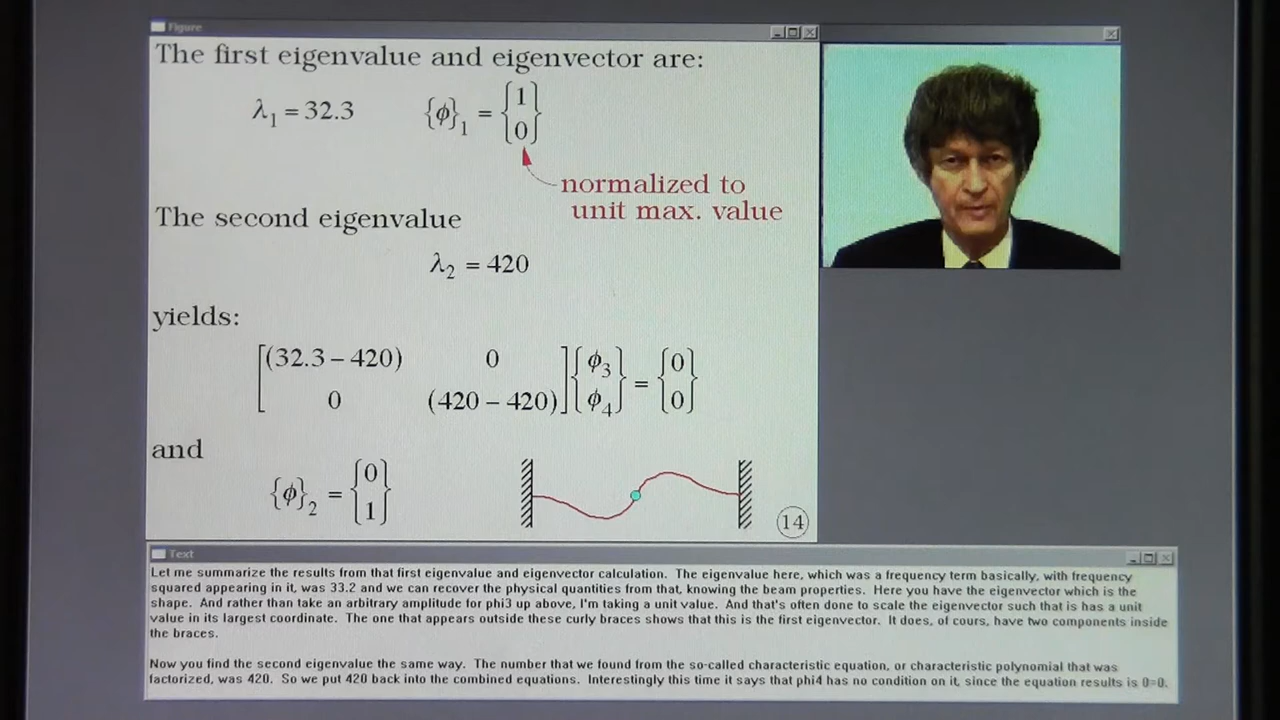 Figure
The first eigenvalue and eigenvector are:
λ₁ = 32.3 {ϕ}₁ = {1 0}
normalized to
unit max. value
The second eigenvalue
λ₂ = 420
yields:
[(32.3 – 420) 0
0 (420 – 420)] {ϕ₃ ϕ₄} = {0 0}
and
{ϕ}₂ = {0 1}
14
Text
Let me summarize the results from that first eigenvalue and eigenvector calculation. The eigenvalue here, which was a frequency term basically, with frequency
squared appearing in it, was 33.2 and we can recover the physical quantities from that, knowing the beam properties. Here you have the eigenvector which is the
shape. And rather than take an arbitrary amplitude for phi3 up above, I'm taking a unit value. And that's often done to scale the eigenvector such that is has a unit
value in its largest coordinate. The one that appears outside these curly braces shows that this is the first eigenvector. It does, of cours, have two components inside
the braces.
Now you find the second eigenvalue the same way. The number that we found from the so-called characteristic equation, or characteristic polynomial that was
factorized, was 420. So we put 420 back into the combined equations. Interestingly this time it says that phi4 has no condition on it, since the equation results is 0=0.